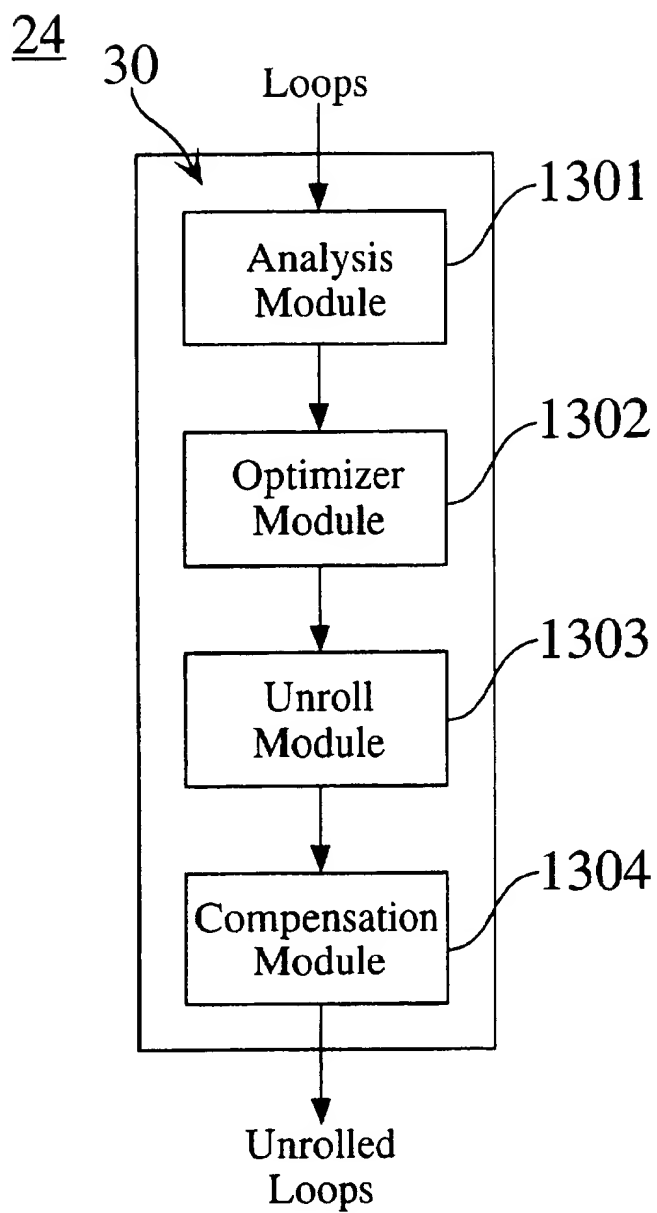 24
30
Loops
1301
Analysis
Module
1302
Optimizer
Module
1303
Unroll
Module
1304
Compensation
Module
Unrolled
Loops